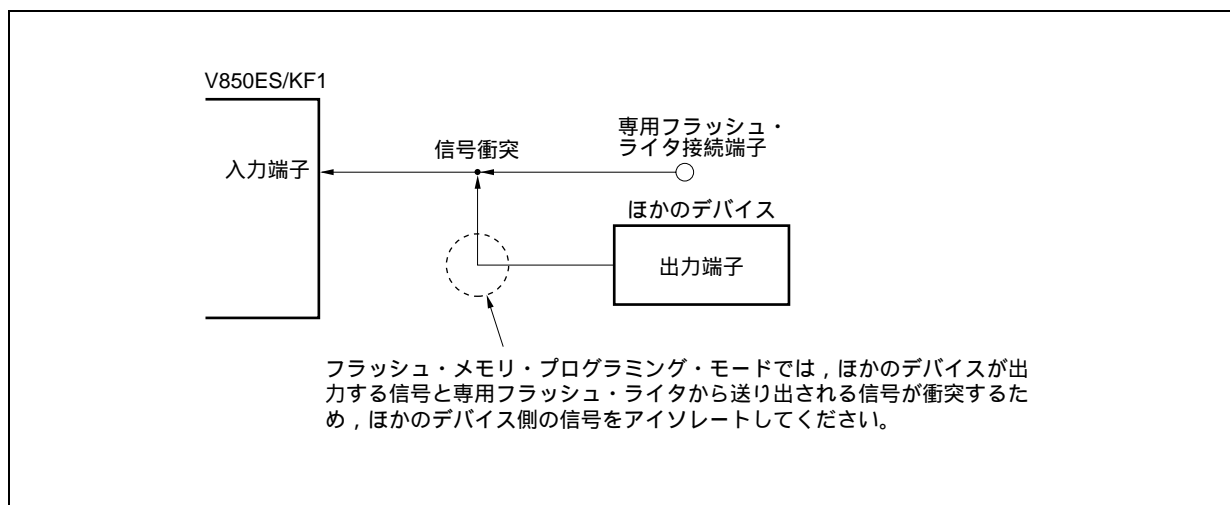 V850ES/KF1
入力端子
信号衝突
専用フラッシュ・
ライタ接続端子
ほかのデバイス
出力端子
フラッシュ・メモリ・プログラミング・モードでは，ほかのデバイスが出
力する信号と専用フラッシュ・ライタから送り出される信号が衝突するた
め，ほかのデバイス側の信号をアイソレートしてください。